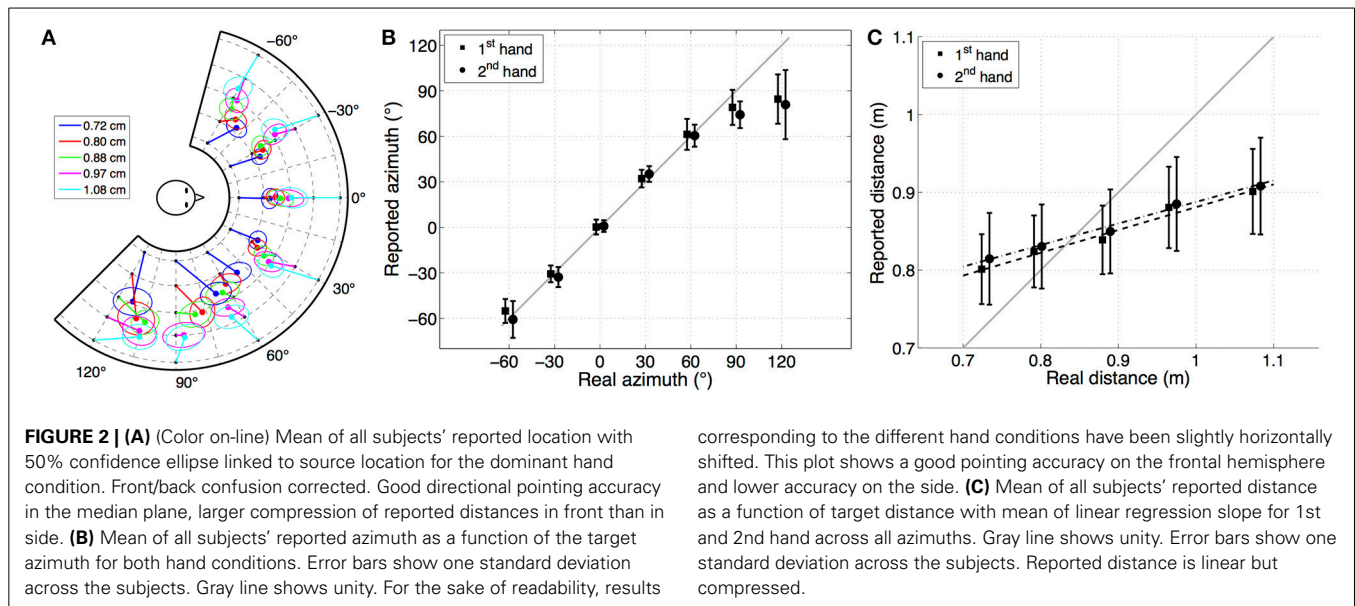 A
−60°
−30°
0°
30°
60°
90°
120°
0.72 cm
0.80 cm
0.88 cm
0.97 cm
1.08 cm
B
1st hand
2nd hand
120
90
60
30
0
−30
−60
Reported azimuth (°)
−60 −30 0 30 60 90 120
Real azimuth (°)
C
1st hand
2nd hand
1.1
1
0.9
0.8
0.7
Reported distance (m)
0.7 0.8 0.9 1 1.1
Real distance (m)
FIGURE 2 | (A) (Color on-line) Mean of all subjects’ reported location with
50% confidence ellipse linked to source location for the dominant hand
condition. Front/back confusion corrected. Good directional pointing accuracy
in the median plane, larger compression of reported distances in front than in
side. (B) Mean of all subjects’ reported azimuth as a function of the target
azimuth for both hand conditions. Error bars show one standard deviation
across the subjects. Gray line shows unity. For the sake of readability, results
corresponding to the different hand conditions have been slightly horizontally
shifted. This plot shows a good pointing accuracy on the frontal hemisphere
and lower accuracy on the side. (C) Mean of all subjects’ reported distance
as a function of target distance with mean of linear regression slope for 1st
and 2nd hand across all azimuths. Gray line shows unity. Error bars show one
standard deviation across the subjects. Reported distance is linear but
compressed.